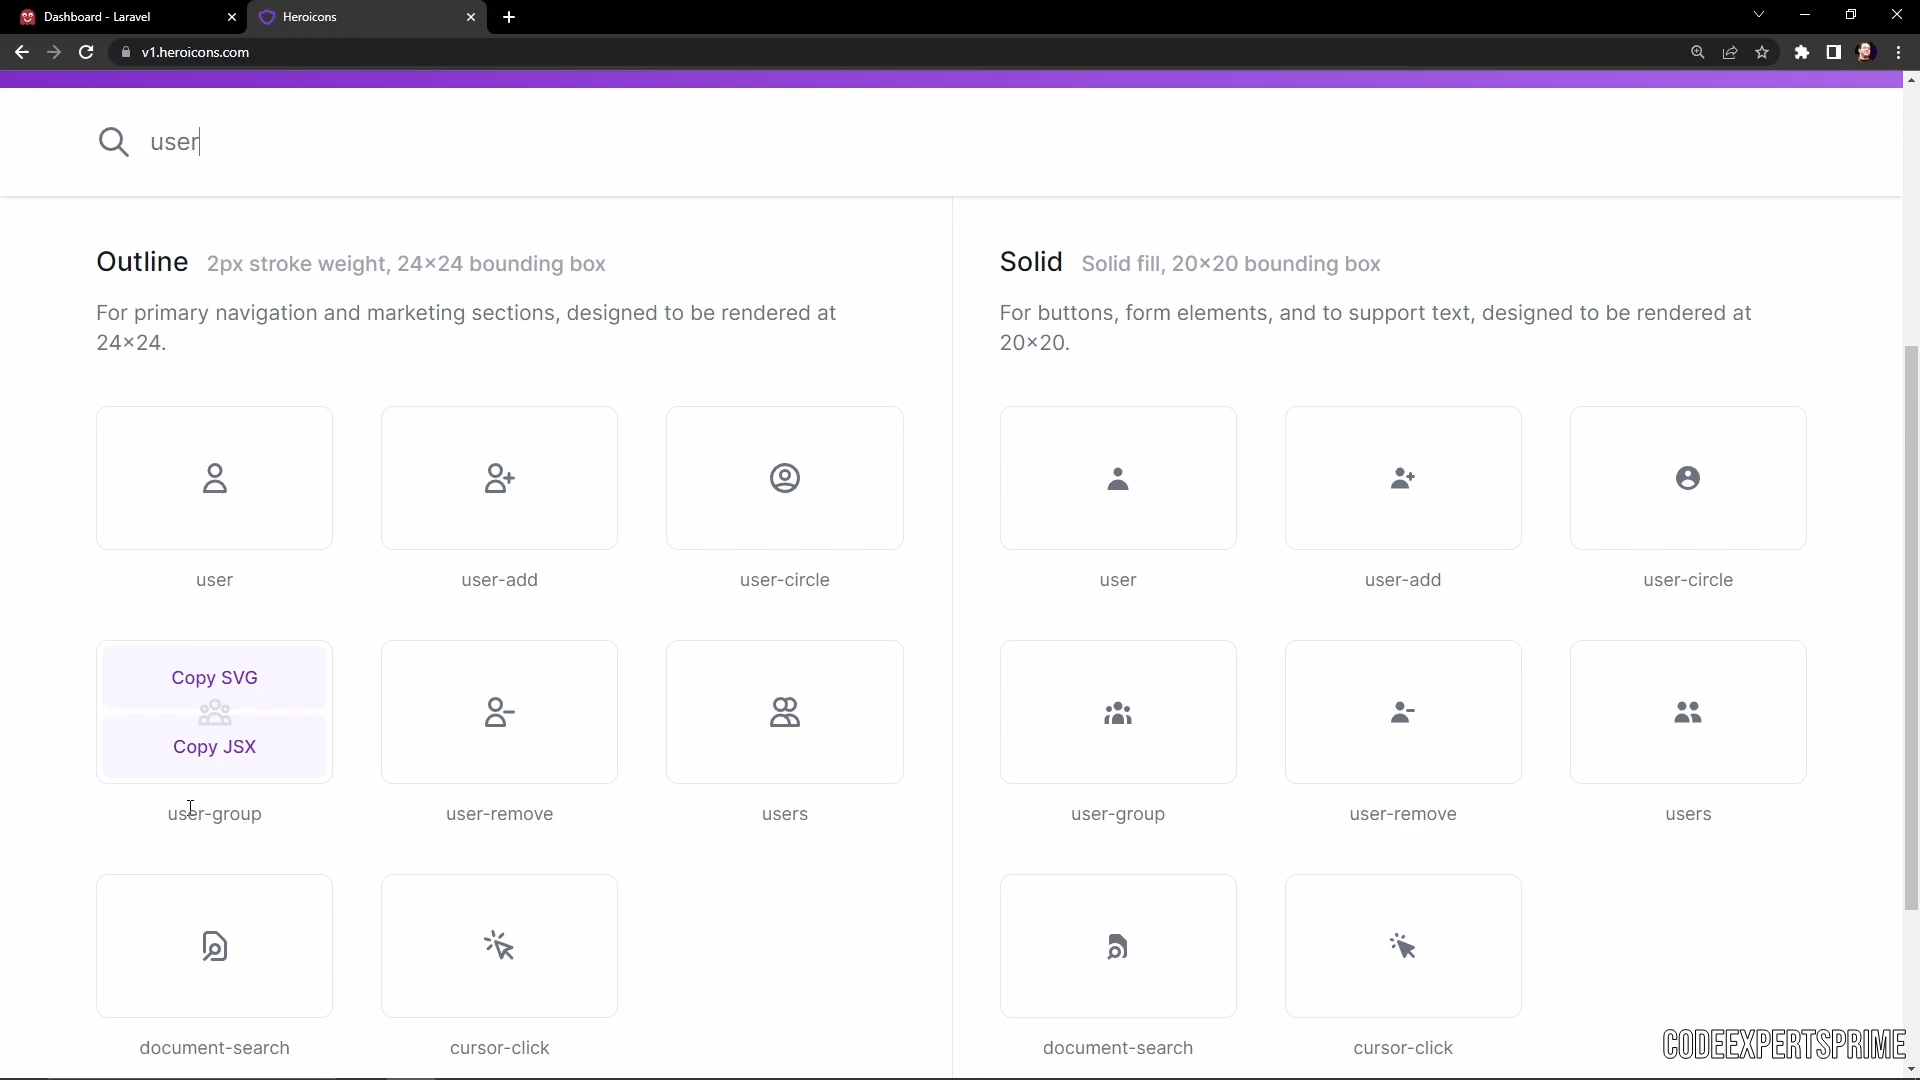 Dashboard - Laravel
Heroicons
v1.heroicons.com
user
Outline 2px stroke weight, 24×24 bounding box
For primary navigation and marketing sections, designed to be rendered at
24×24.
user user-add user-circle
Copy SVG
Copy JSX
user-group user-remove users
document-search cursor-click
Solid Solid fill, 20×20 bounding box
For buttons, form elements, and to support text, designed to be rendered at
20×20.
user user-add user-circle
user-group user-remove users
document-search cursor-click
CODEEXPERTSPRIME